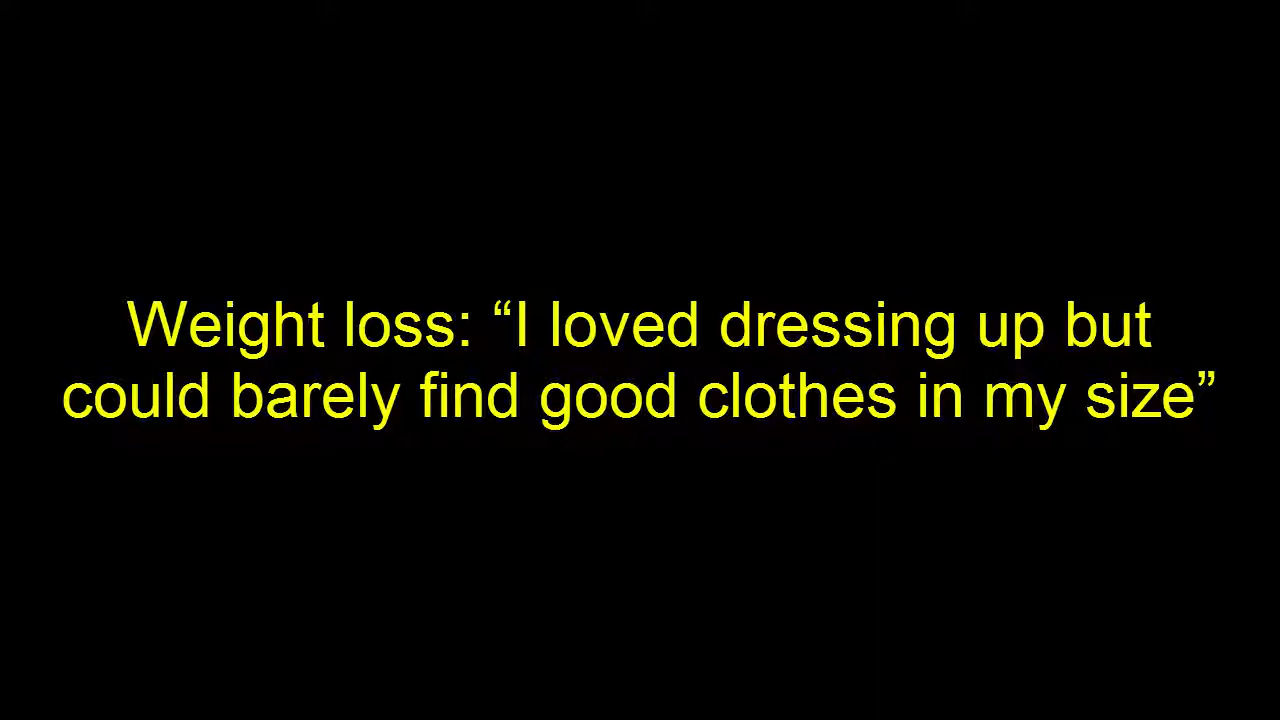 Weight loss: “I loved dressing up but
could barely find good clothes in my size”